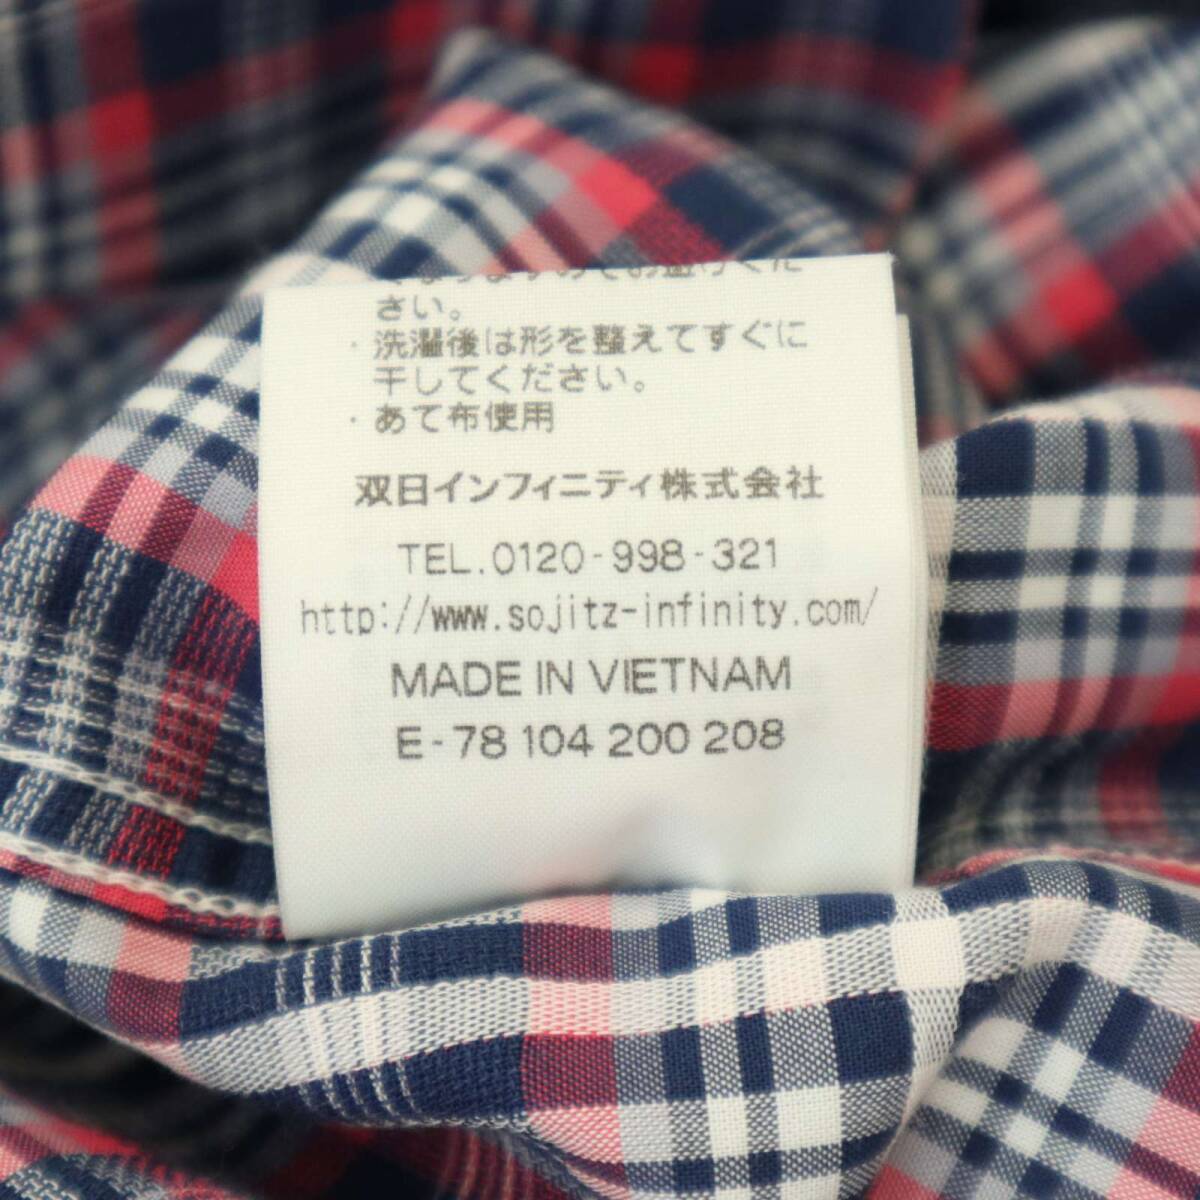 さい。
・洗濯後は形を整えてすぐに
干してください。
・あて布使用
双日インフィニティ株式会社
TEL.0120-998-321
http://www.sojitz-infinity.com/
MADE IN VIETNAM
E-78 104 200 208